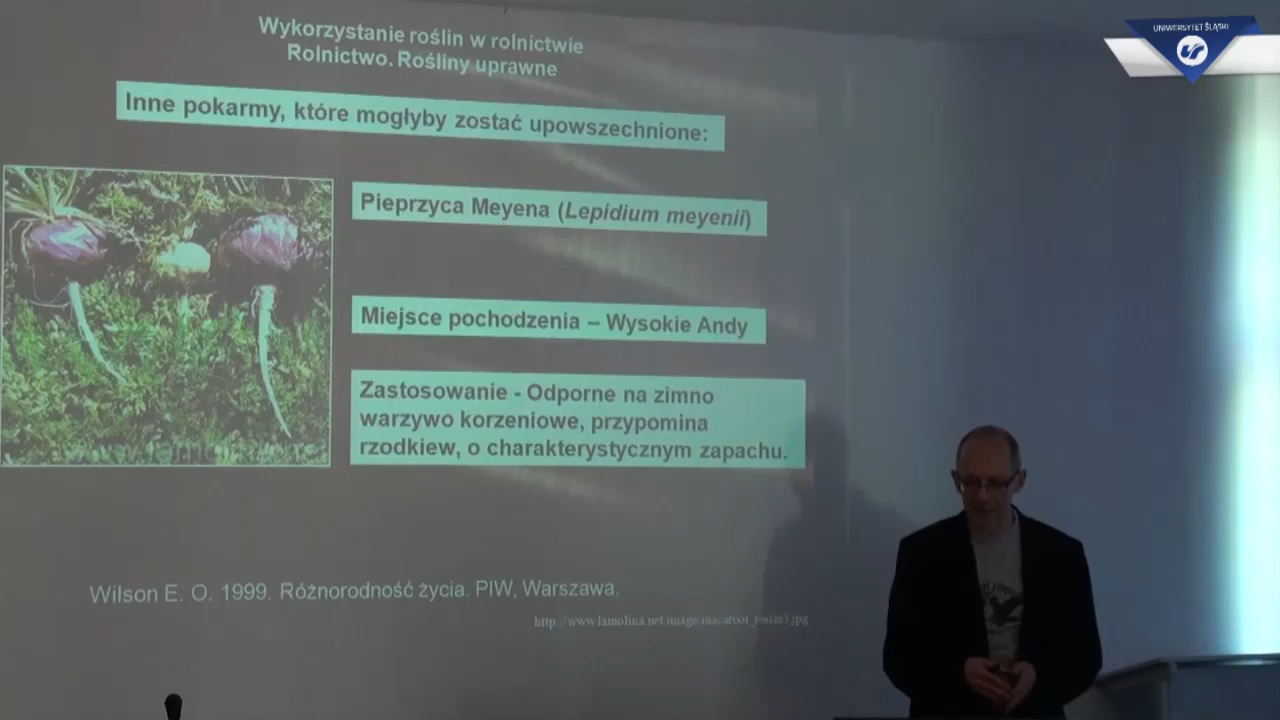 UNIWERSYTET ŚLĄSKI
Wykorzystanie roślin w rolnictwie
Rolnictwo. Rośliny uprawne
Inne pokarmy, które mogłyby zostać upowszechnione:
Pieprzyca Meyena (Lepidium meyenii)
Miejsce pochodzenia – Wysokie Andy
Zastosowanie - Odporne na zimno
warzywo korzeniowe, przypomina
rzodkiew, o charakterystycznym zapachu.
Wilson E. O. 1999. Różnorodność życia. PIW, Warszawa.
http://www.lamolina.net/image/macaroot_resize3.jpg